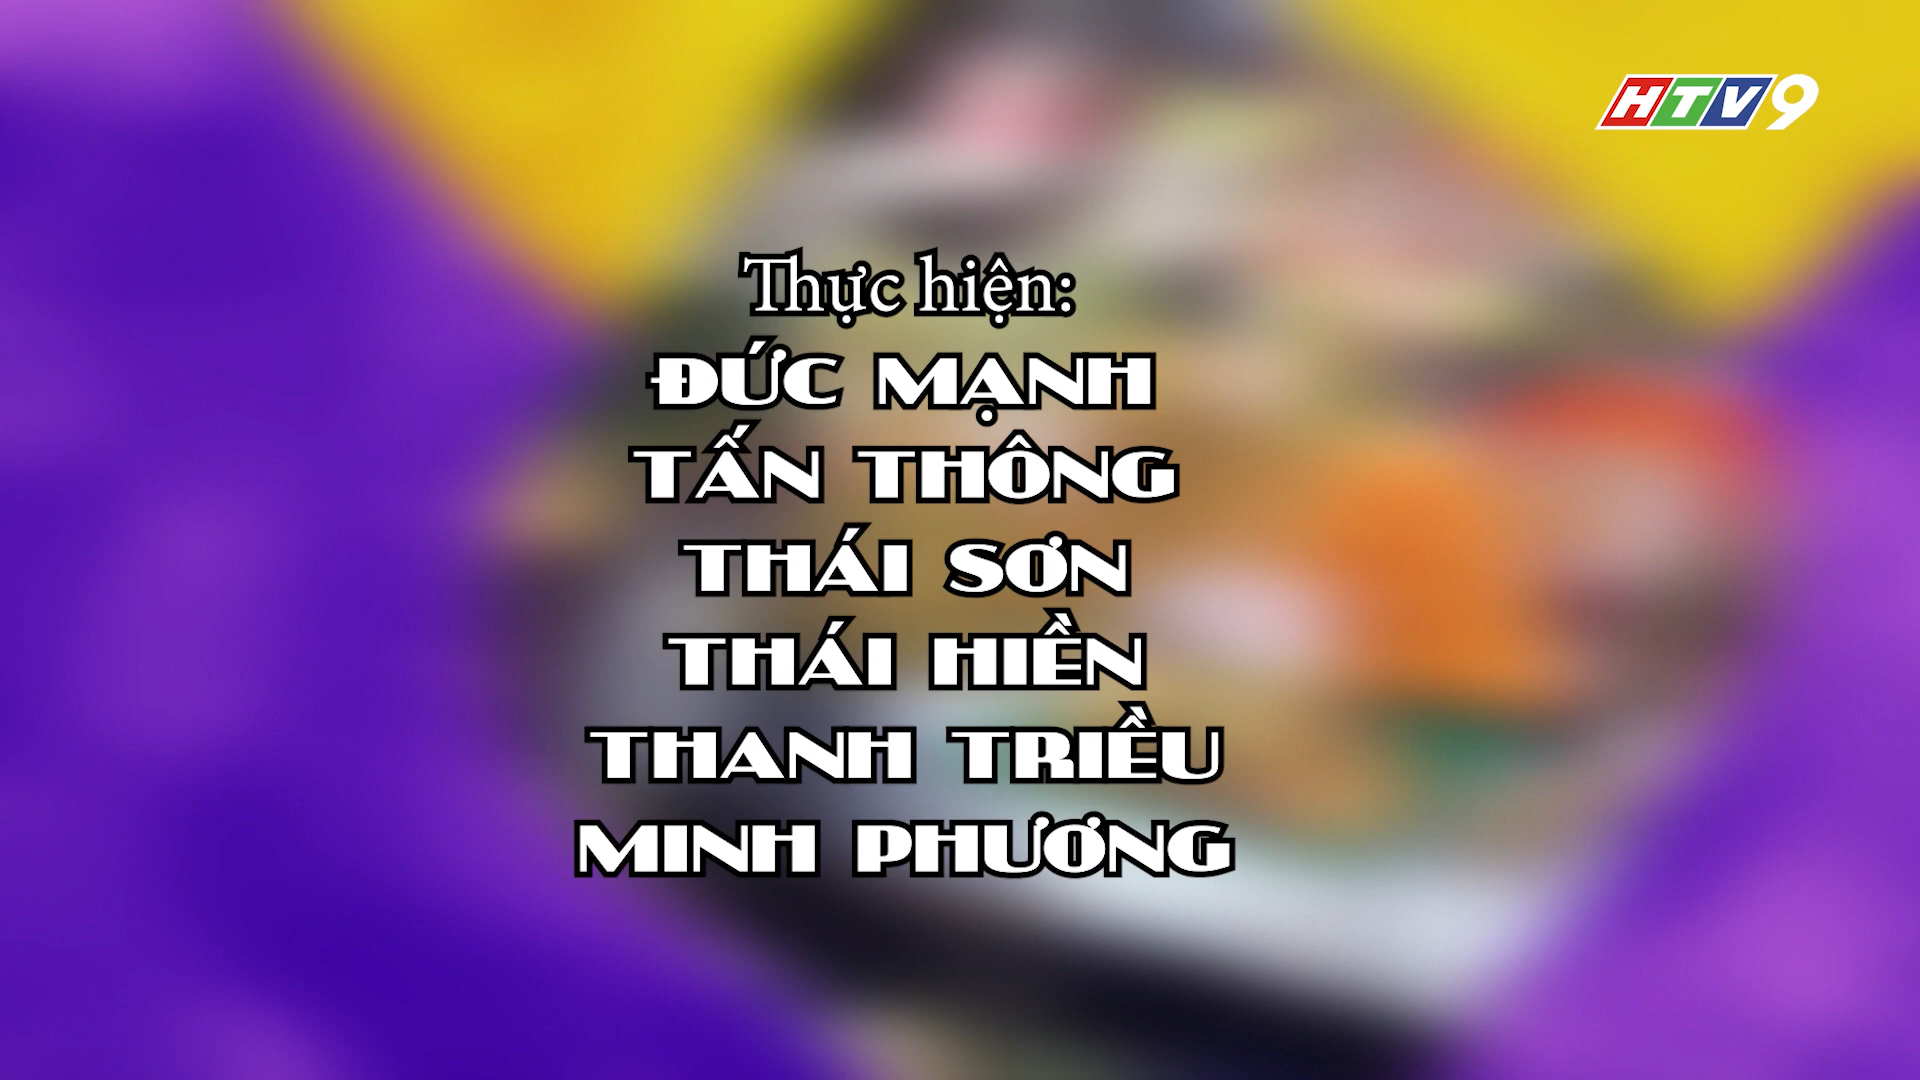 HTV9
Thực hiện:
ĐỨC MẠNH
TẤN THÔNG
THÁI SƠN
THÁI HIỀN
THANH TRIỀU
MINH PHƯƠNG